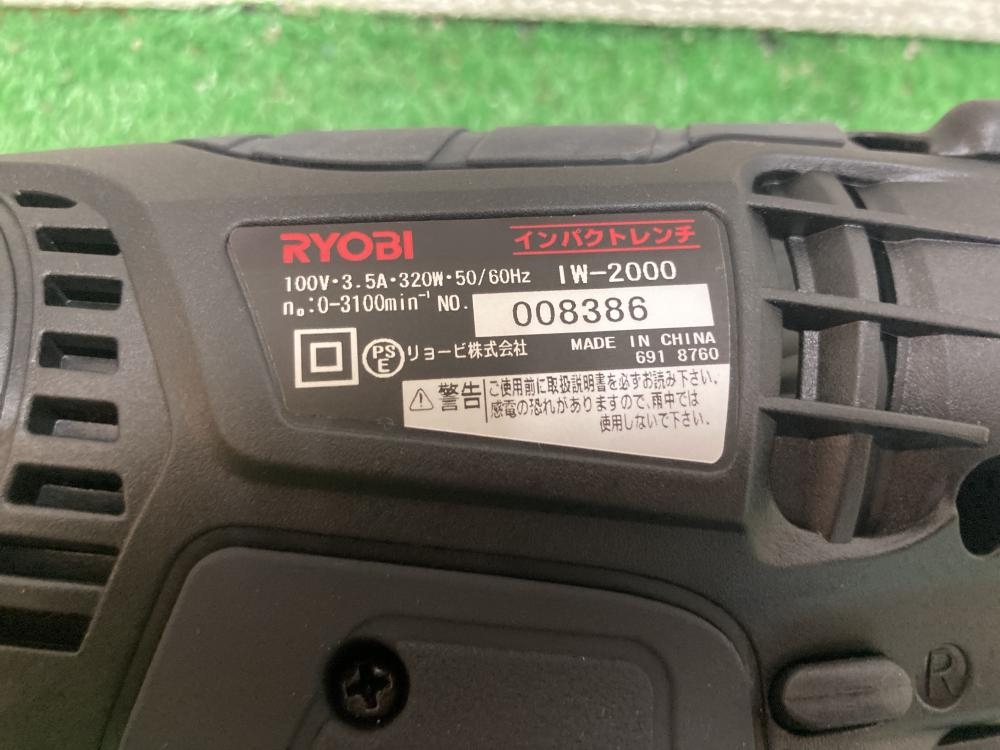 RYOBI
インパクトレンチ
100V・3.5A・320W・50/60Hz IW-2000
n₀:0-3100min⁻¹ NO. 008386
PSE リョービ株式会社
MADE IN CHINA
691 8760
警告
ご使用前に取扱説明書を必ずお読み下さい。
感電の恐れがありますので、雨中では
使用しないで下さい。
R